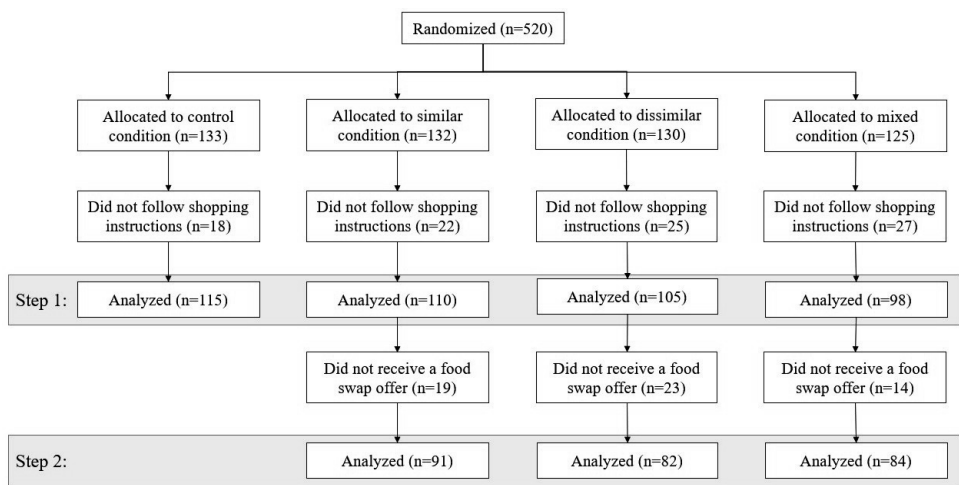 Randomized (n=520)
Allocated to control
condition (n=133)
Allocated to similar
condition (n=132)
Allocated to dissimilar
condition (n=130)
Allocated to mixed
condition (n=125)
Did not follow shopping
instructions (n=18)
Did not follow shopping
instructions (n=22)
Did not follow shopping
instructions (n=25)
Did not follow shopping
instructions (n=27)
Step 1:
Analyzed (n=115)
Analyzed (n=110)
Analyzed (n=105)
Analyzed (n=98)
Did not receive a food
swap offer (n=19)
Did not receive a food
swap offer (n=23)
Did not receive a food
swap offer (n=14)
Step 2:
Analyzed (n=91)
Analyzed (n=82)
Analyzed (n=84)